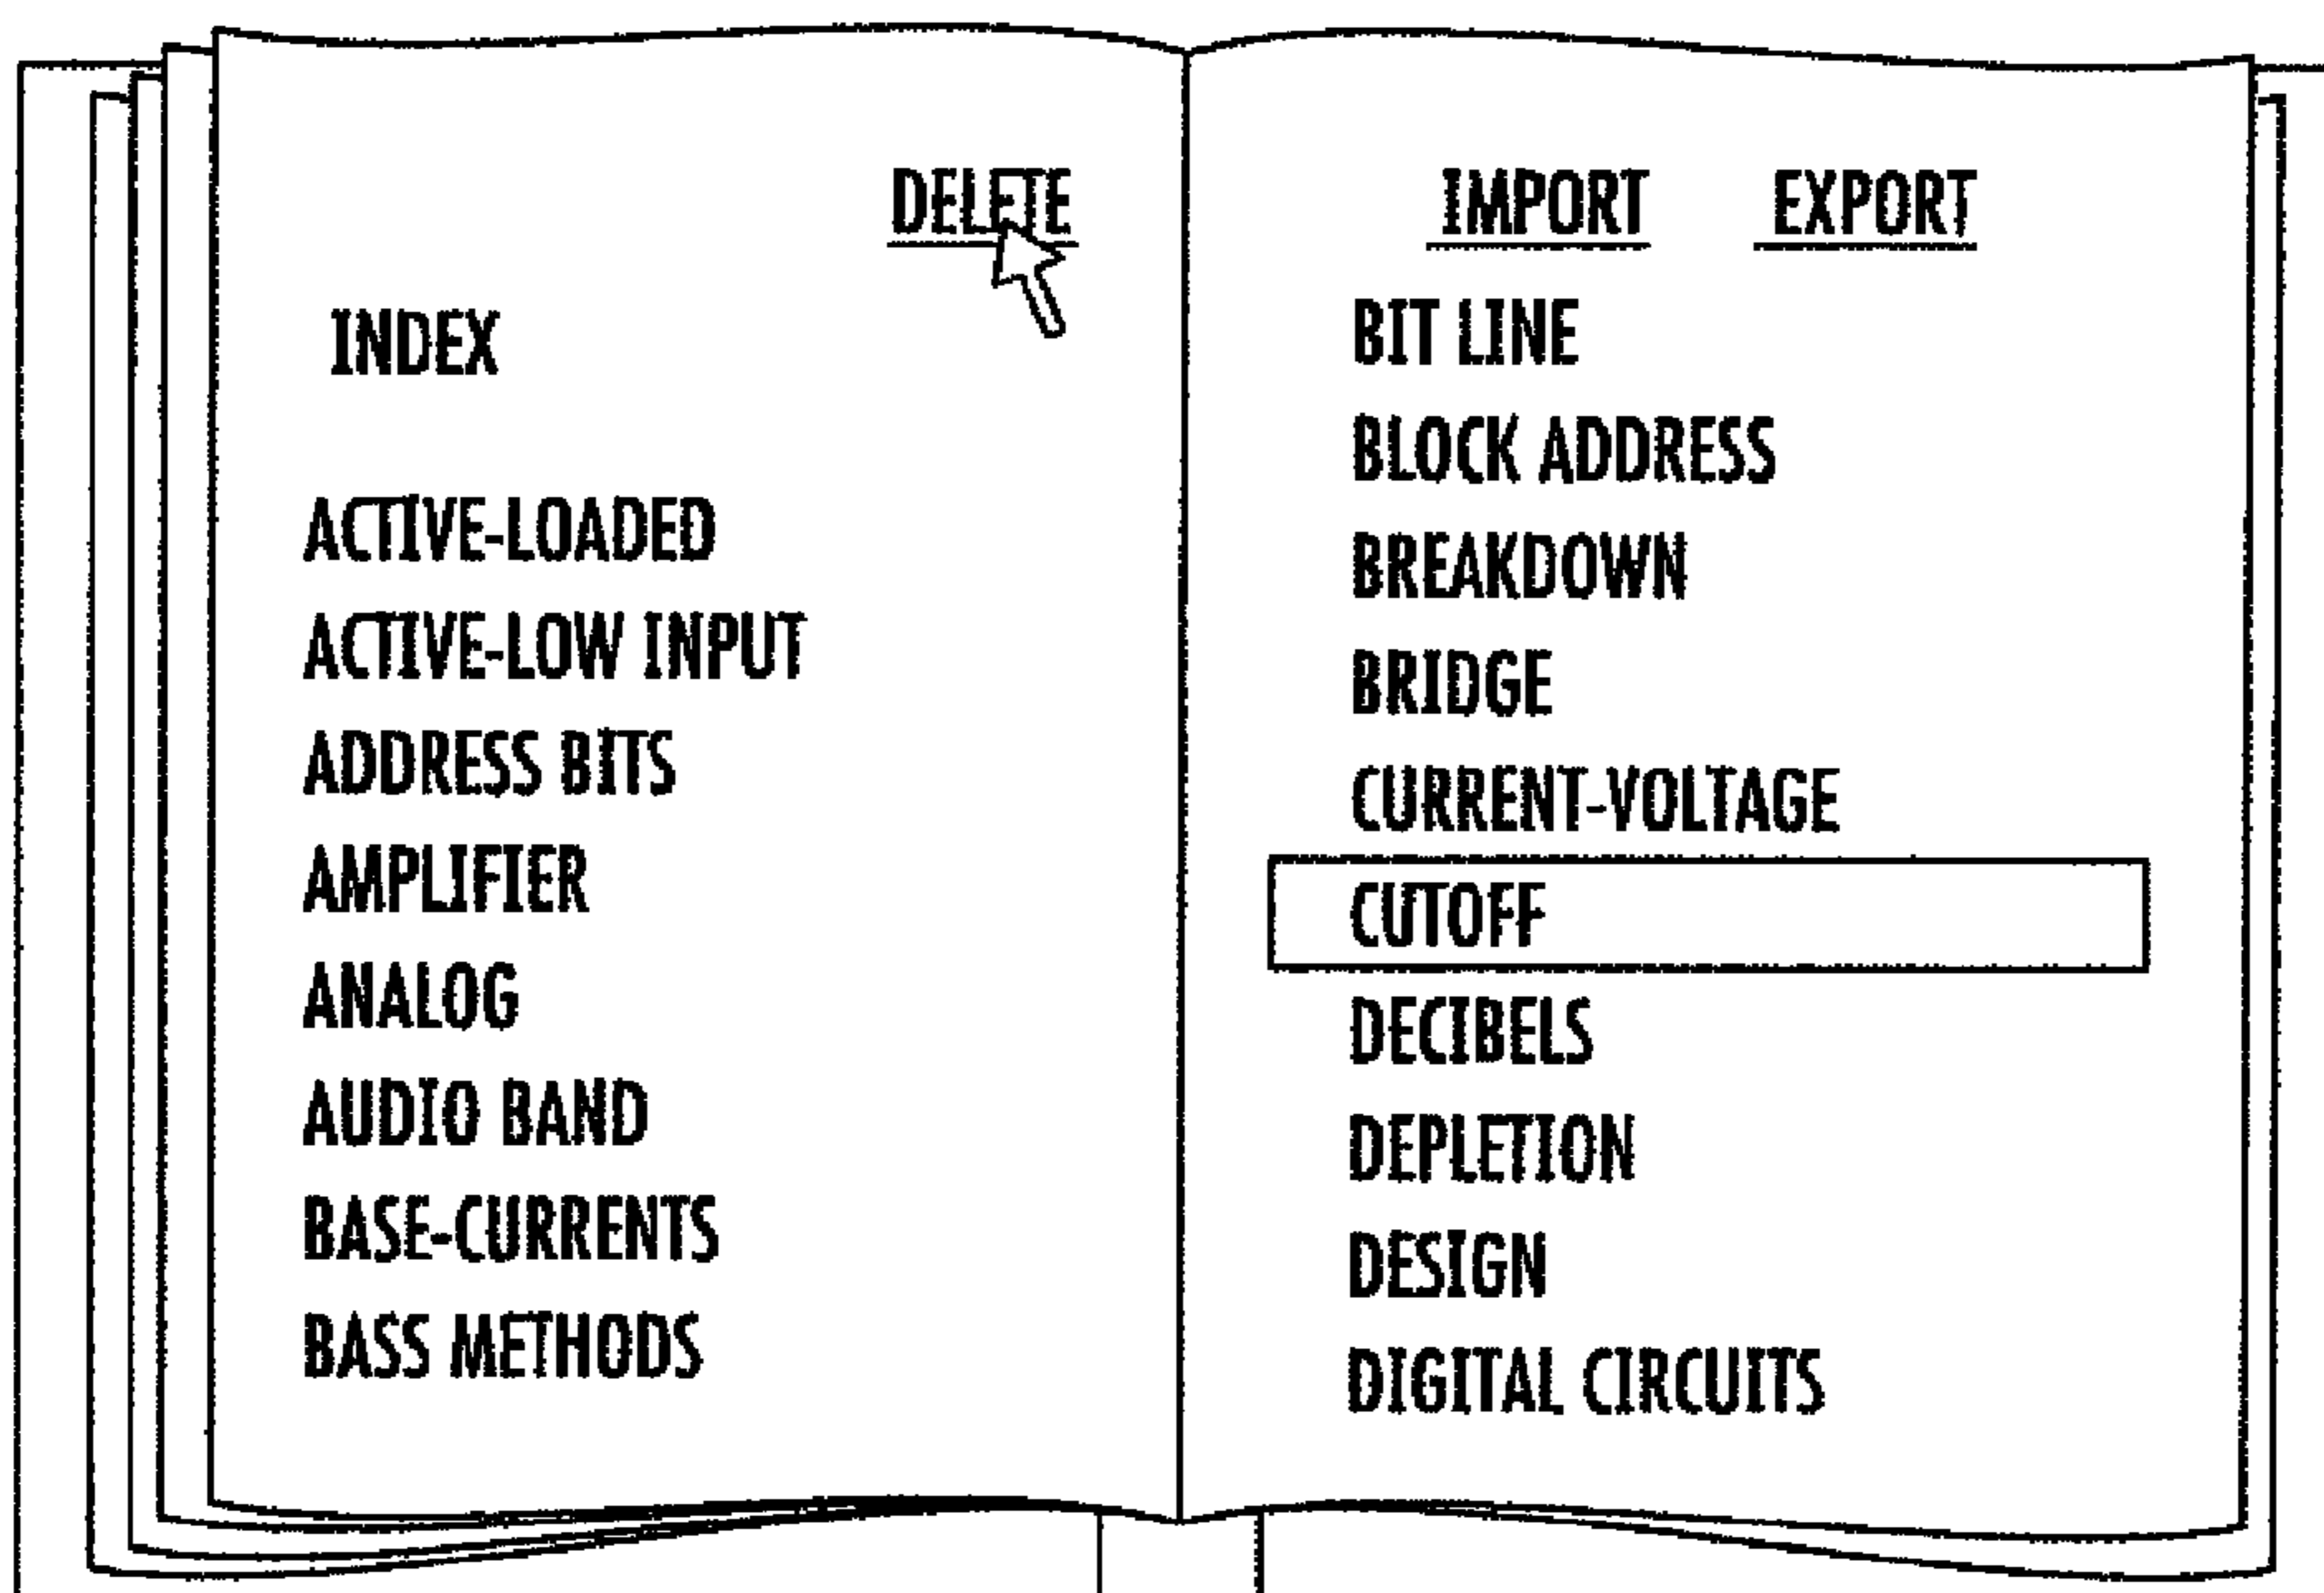 DELETE
INDEX
ACTIVE-LOADED
ACTIVE-LOW INPUT
ADDRESS BITS
AMPLIFIER
ANALOG
AUDIO BAND
BASE-CURRENTS
BASS METHODS
IMPORT EXPORT
BIT LINE
BLOCK ADDRESS
BREAKDOWN
BRIDGE
CURRENT-VOLTAGE
CUTOFF
DECIBELS
DEPLETION
DESIGN
DIGITAL CIRCUITS